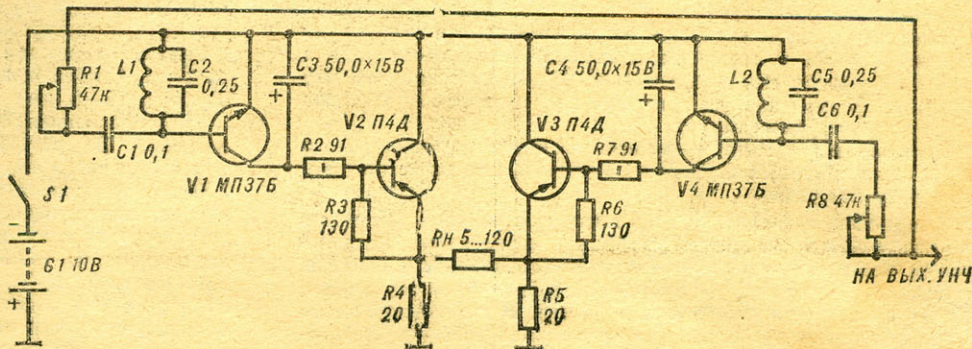 R1
47к
L1
C2
0,25
C1 0,1
V1 МП37Б
C3 50,0×15В
+
R2 91
V2 П4Д
R3
130
Rн 5...120
R4
20
V3 П4Д
R5
20
R7 91
R6
130
C4 50,0×15В
+
V4 МП37Б
L2
C5 0,25
C6 0,1
R8 47к
НА ВЫХ. УНЧ
S1
–
G1 10В
+